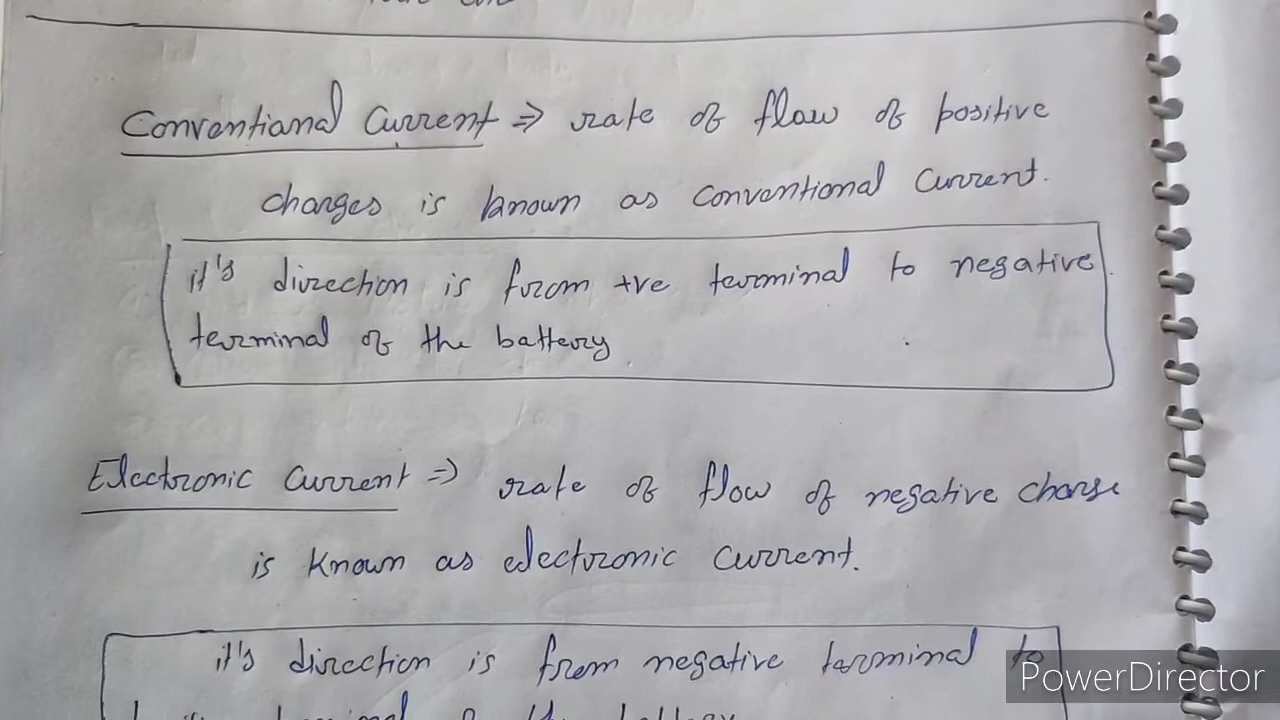 Conventianal Current ⇒ rate of flow of positive
charges is known as conventional current.
it's direction is from +ve terminal to negative
terminal of the battery
Electronic Current ⇒ rate of flow of negative charge
is known as electronic current.
it's direction is from negative terminal to
PowerDirector